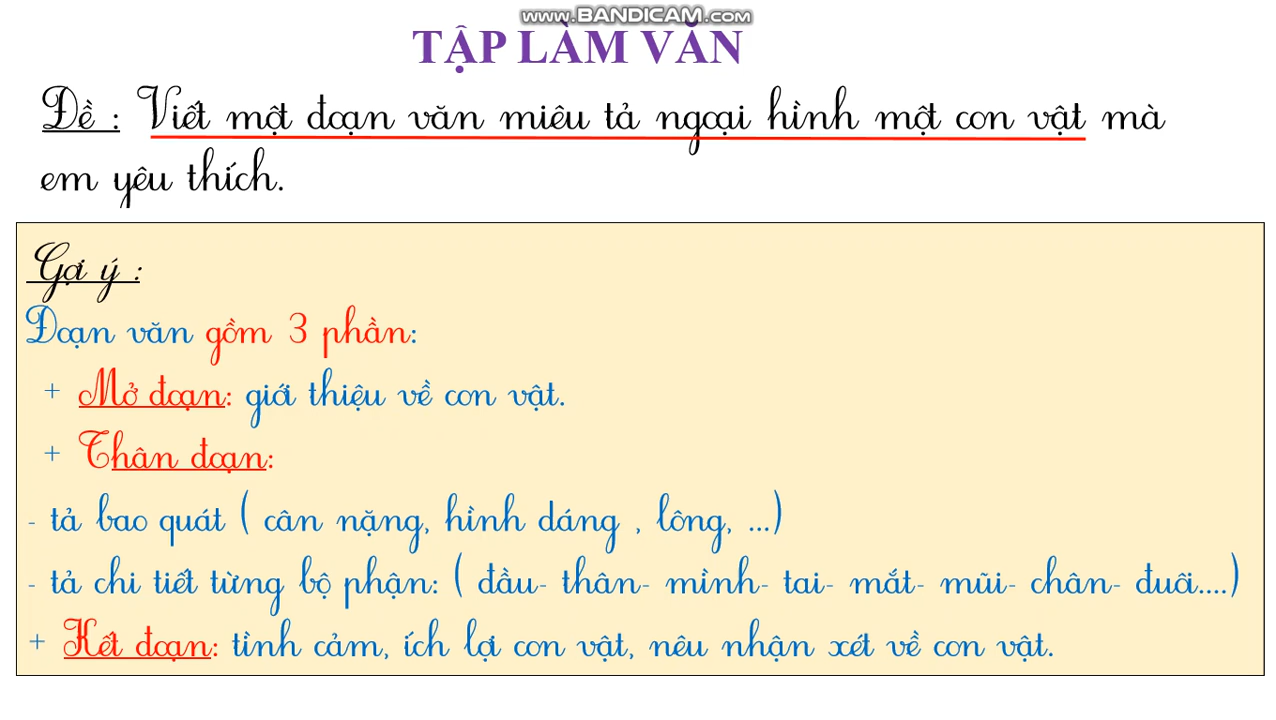 www.BANDICAM.com
TẬP LÀM VĂN
Đề : Viết một đoạn văn miêu tả ngoại hình một con vật mà
em yêu thích.
Gợi ý :
Đoạn văn gồm 3 phần:
+ Mở đoạn: giới thiệu về con vật.
+ Thân đoạn:
- tả bao quát ( cân nặng, hình dáng , lông, ...)
- tả chi tiết từng bộ phận: ( đầu- thân- mình- tai- mắt- mũi- chân- đuôi....)
+ Kết đoạn: tình cảm, ích lợi con vật, nêu nhận xét về con vật.